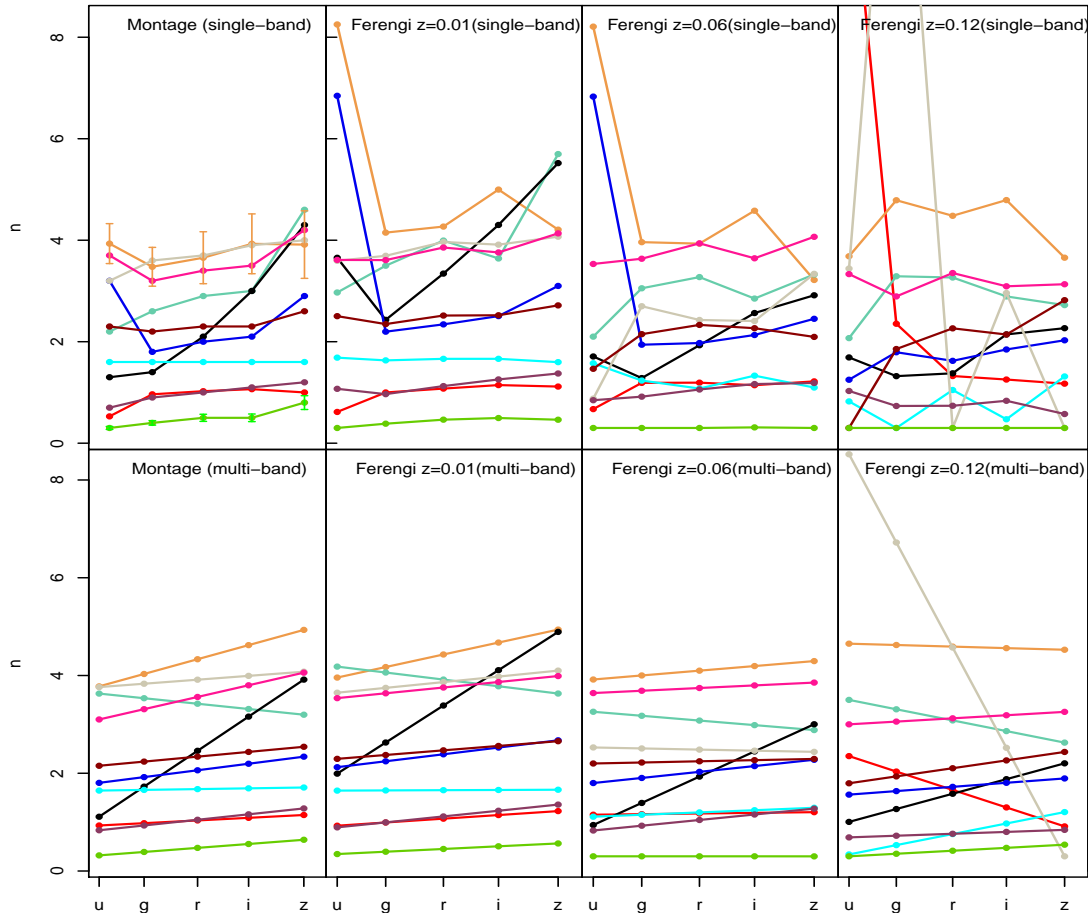 Montage (single−band)
Ferengi z=0.01(single−band)
Ferengi z=0.06(single−band)
Ferengi z=0.12(single−band)
8
6
4
2
0
n
Montage (multi−band)
Ferengi z=0.01(multi−band)
Ferengi z=0.06(multi−band)
Ferengi z=0.12(multi−band)
8
6
4
2
0
n
u g r i z
u g r i z
u g r i z
u g r i z